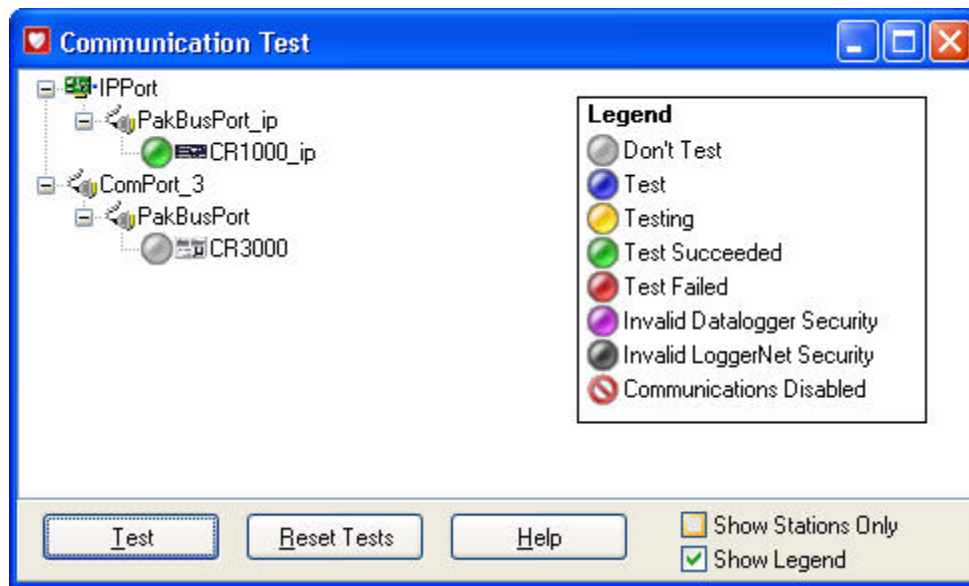 Communication Test
IPPort
PakBusPort_ip
CR1000_ip
ComPort_3
PakBusPort
CR3000
Legend
Don't Test
Test
Testing
Test Succeeded
Test Failed
Invalid Datalogger Security
Invalid LoggerNet Security
Communications Disabled
Test
Reset Tests
Help
Show Stations Only
Show Legend